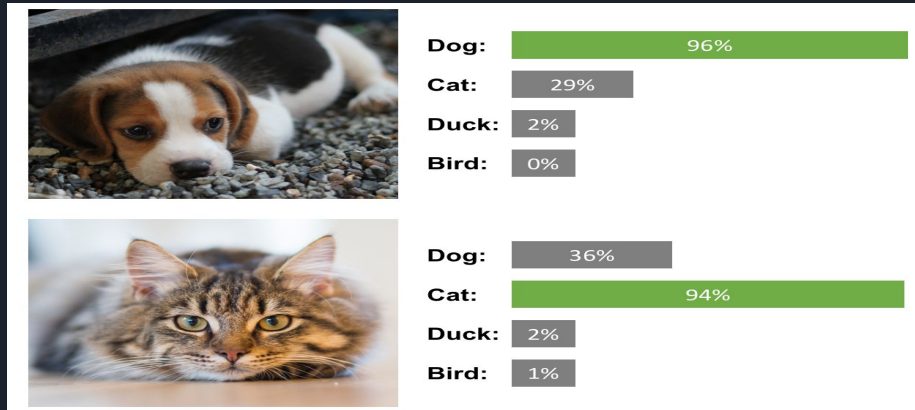 Dog: 96%
Cat: 29%
Duck: 2%
Bird: 0%
Dog: 36%
Cat: 94%
Duck: 2%
Bird: 1%